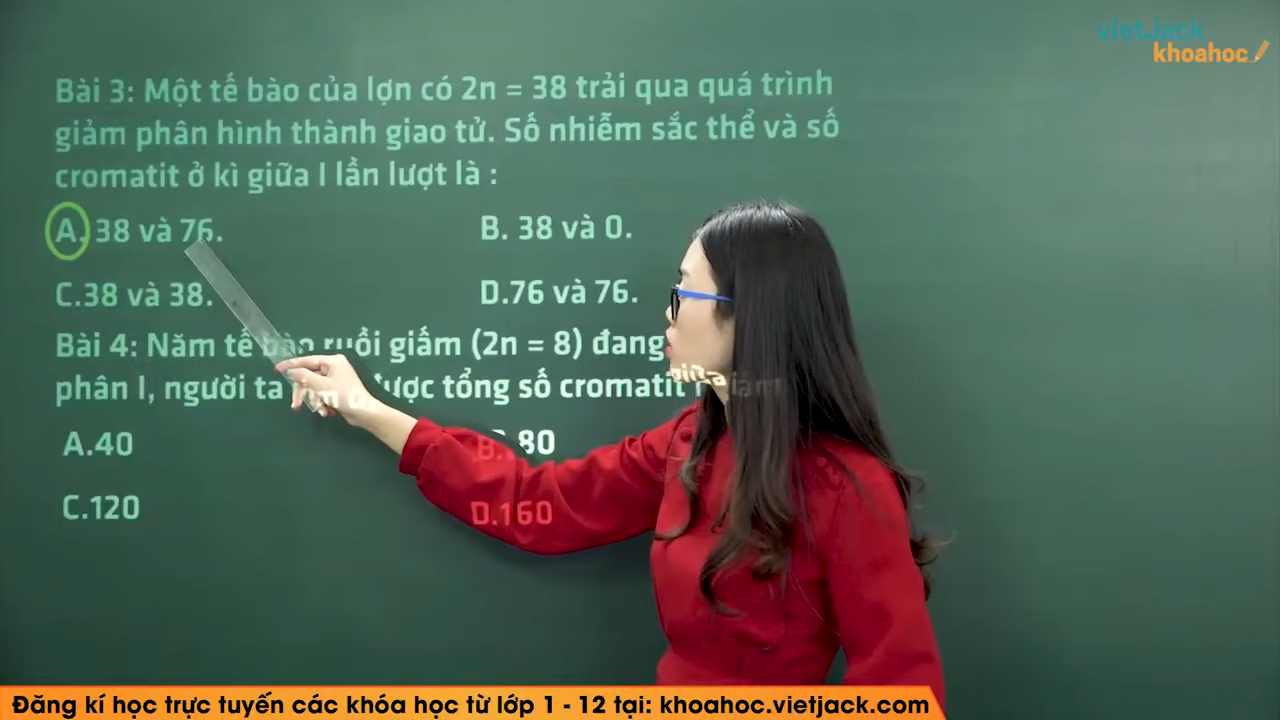 vietJack
khoahoc
Bài 3: Một tế bào của lợn có 2n = 38 trải qua quá trình
giảm phân hình thành giao tử. Số nhiễm sắc thể và số
cromatit ở kì giữa I lần lượt là :
A. 38 và 76.
B. 38 và 0.
C.38 và 38.
D.76 và 76.
Bài 4: Năm tế bào ruồi giấm (2n = 8) đang giữa
phân I, người ta được tổng số cromatit
A.40
B. 80
C.120
D.160
Đăng kí học trực tuyến các khóa học từ lớp 1 - 12 tại: khoahoc.vietjack.com